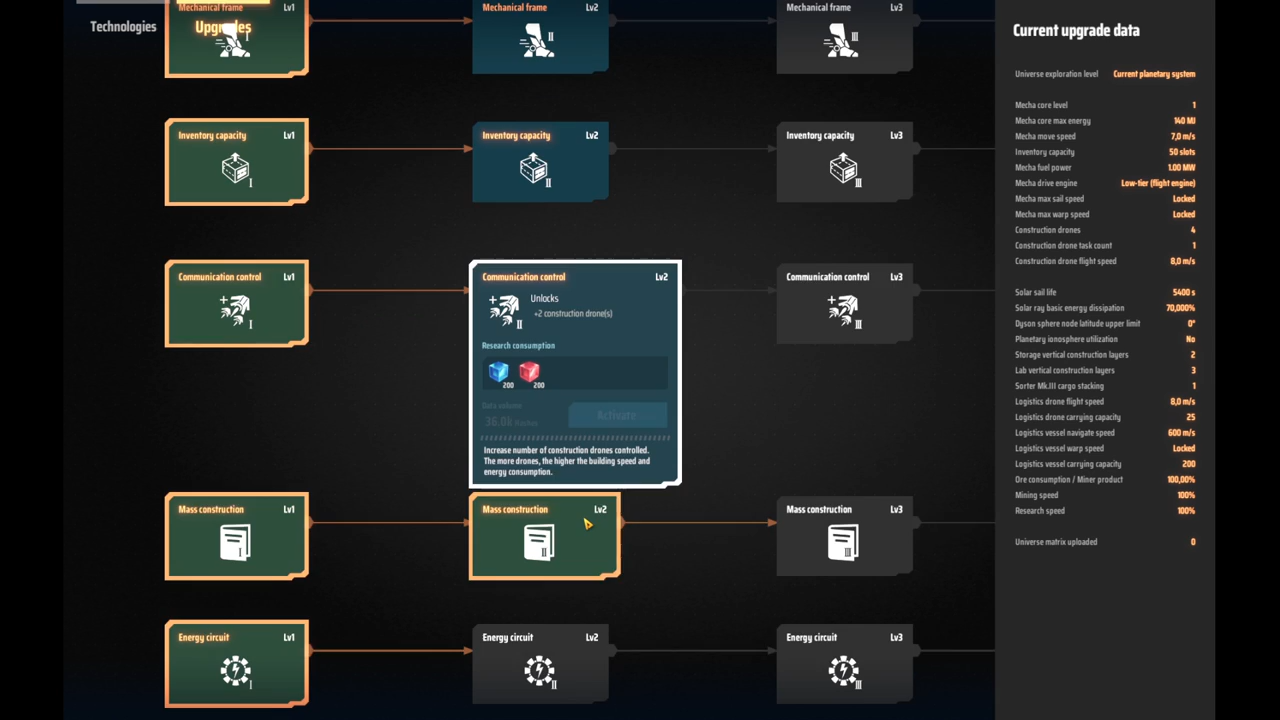 Technologies
Upgrades
Mechanical frame Lv1
I
Mechanical frame Lv2
II
Mechanical frame Lv3
III
Inventory capacity Lv1
I
Inventory capacity Lv2
II
Inventory capacity Lv3
III
Communication control Lv1
I
Communication control Lv2
II
Unlocks
+2 construction drone(s)
Research consumption
200 200
Data volume
36.0k Hashes
Activate
Increase number of construction drones controlled.
The more drones, the higher the building speed and
energy consumption.
Communication control Lv3
III
Mass construction Lv1
I
Mass construction Lv2
II
Mass construction Lv3
III
Energy circuit Lv1
I
Energy circuit Lv2
II
Energy circuit Lv3
III
Current upgrade data
Universe exploration level Current planetary system
Mecha core level 1
Mecha core max energy 140 MJ
Mecha move speed 7,0 m/s
Inventory capacity 50 slots
Mecha fuel power 1.00 MW
Mecha drive engine Low-tier (flight engine)
Mecha max sail speed Locked
Mecha max warp speed Locked
Construction drones 4
Construction drone task count 1
Construction drone flight speed 8,0 m/s
Solar sail life 5400 s
Solar ray basic energy dissipation 70,000%
Dyson sphere node latitude upper limit 0°
Planetary ionosphere utilization No
Storage vertical construction layers 2
Lab vertical construction layers 3
Sorter Mk.III cargo stacking 1
Logistics drone flight speed 8,0 m/s
Logistics drone carrying capacity 25
Logistics vessel navigate speed 600 m/s
Logistics vessel warp speed Locked
Logistics vessel carrying capacity 200
Ore consumption / Miner product 100,00%
Mining speed 100%
Research speed 100%
Universe matrix uploaded 0